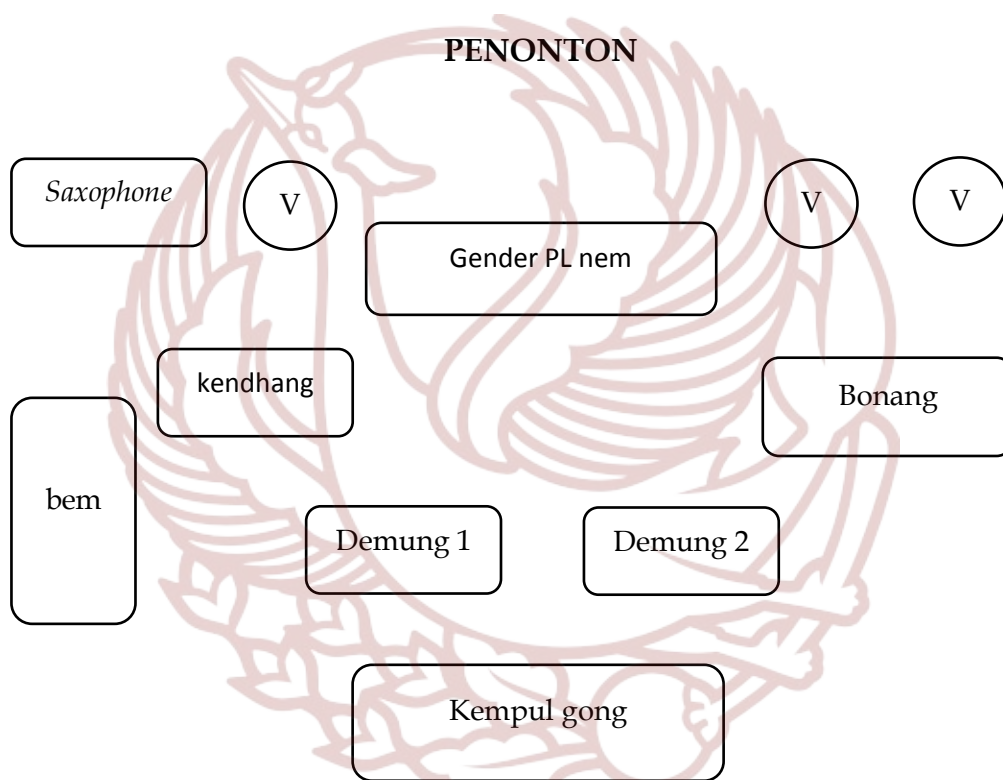 PENONTON
Saxophone
V
V
V
Gender PL nem
kendhang
Bonang
bem
Demung 1
Demung 2
Kempul gong